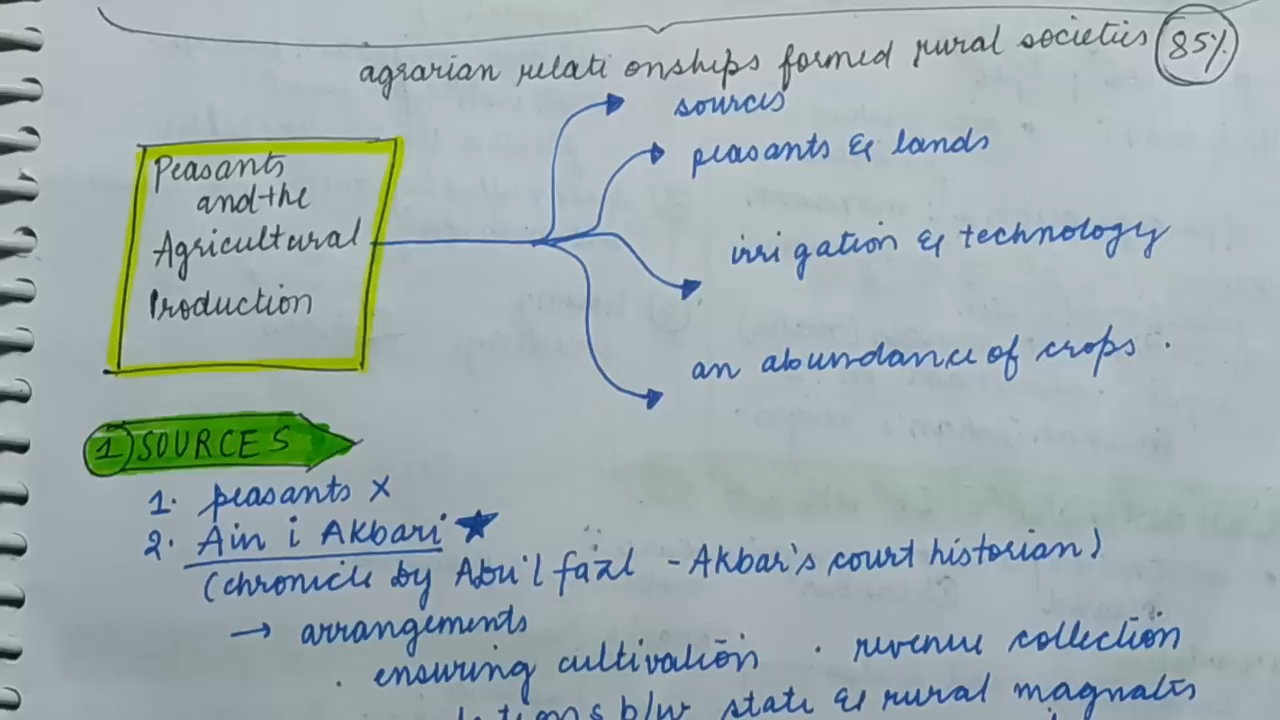 agrarian relati onships formed rural societies 85%
sources
peasants & lands
Peasants
and the
Agricultural
Production
irrigation & technology
an abundance of crops.
1 SOURCES
1. peasants X
2. Ain i Akbari ★
(chronicle by Abu'l fazl - Akbar's court historian)
→ arrangements
. ensuring cultivation . revenue collection
b/w state & rural magnates